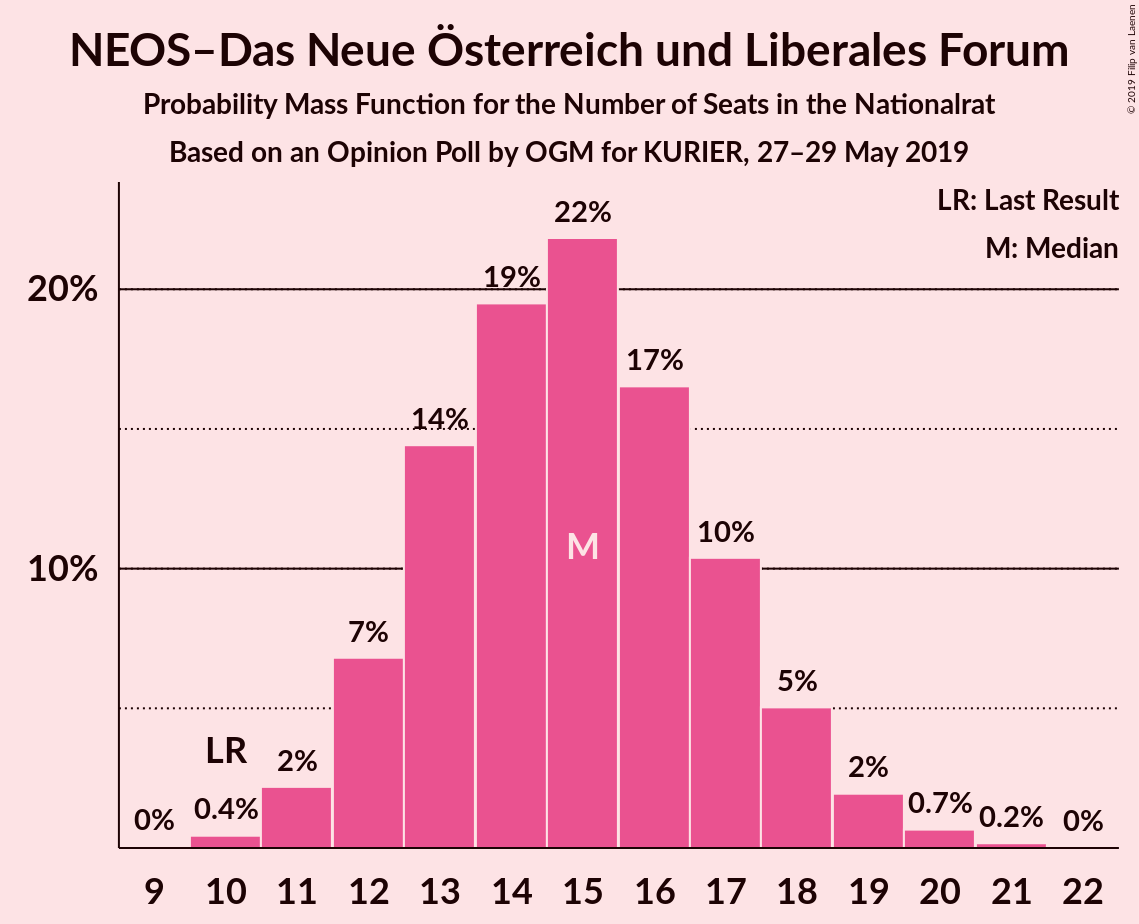 NEOS–Das Neue Österreich und Liberales Forum
Probability Mass Function for the Number of Seats in the Nationalrat
Based on an Opinion Poll by OGM for KURIER, 27–29 May 2019
© 2019 Filip van Laenen
LR: Last Result
M: Median
20%
10%
0%
0.4%
2%
7%
14%
19%
22%
17%
10%
5%
2%
0.7%
0.2%
0%
LR
M
9 10 11 12 13 14 15 16 17 18 19 20 21 22